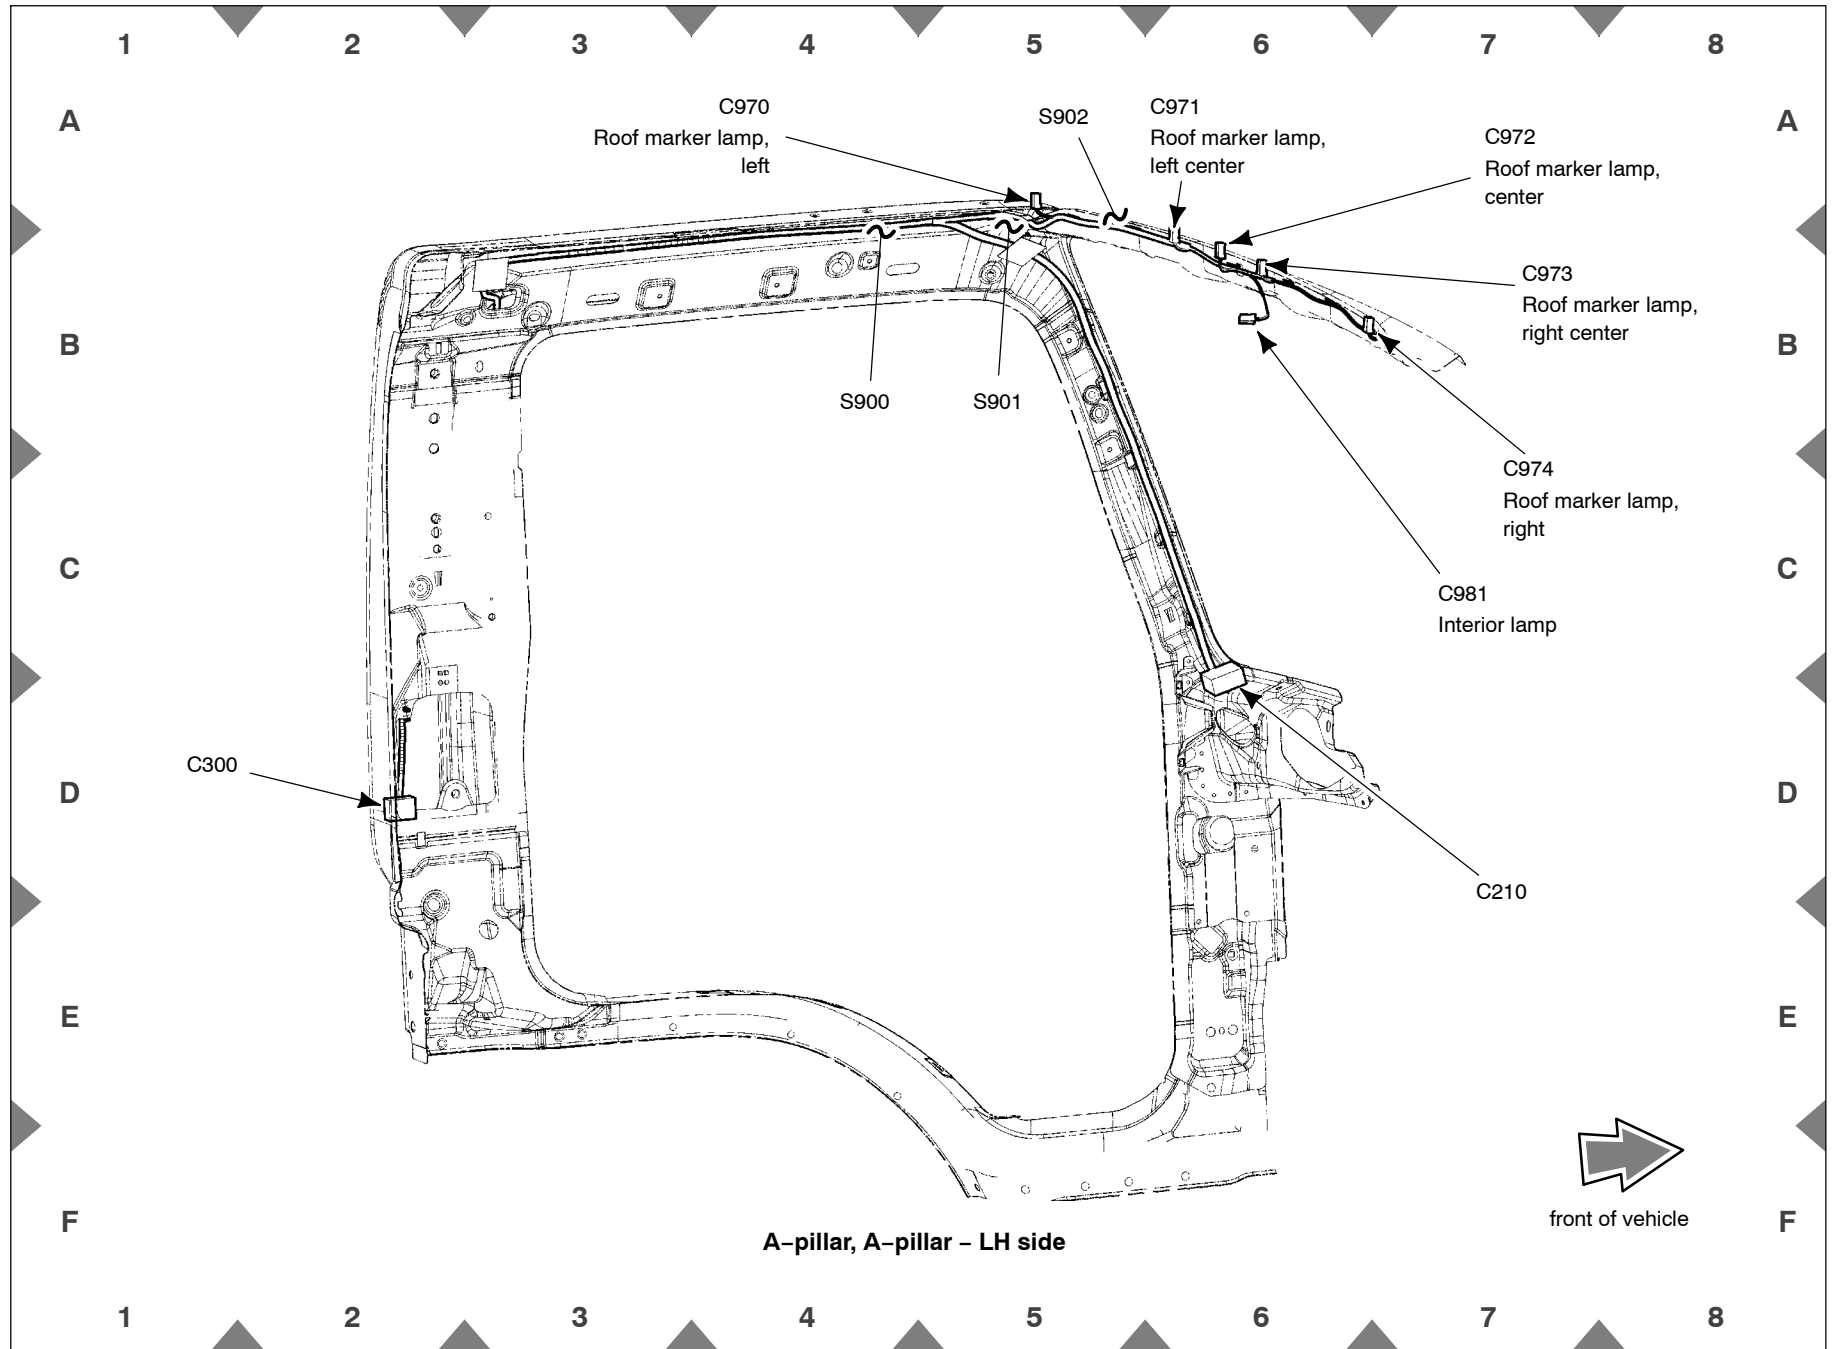 1 2 3 4 5 6 7 8
A A
C970
Roof marker lamp,
left
S902
C971
Roof marker lamp,
left center
C972
Roof marker lamp,
center
C973
Roof marker lamp,
right center
B B
S900
S901
C974
Roof marker lamp,
right
C C
C981
Interior lamp
C300
D D
C210
E E
front of vehicle
F F
A−pillar, A−pillar − LH side
1 2 3 4 5 6 7 8